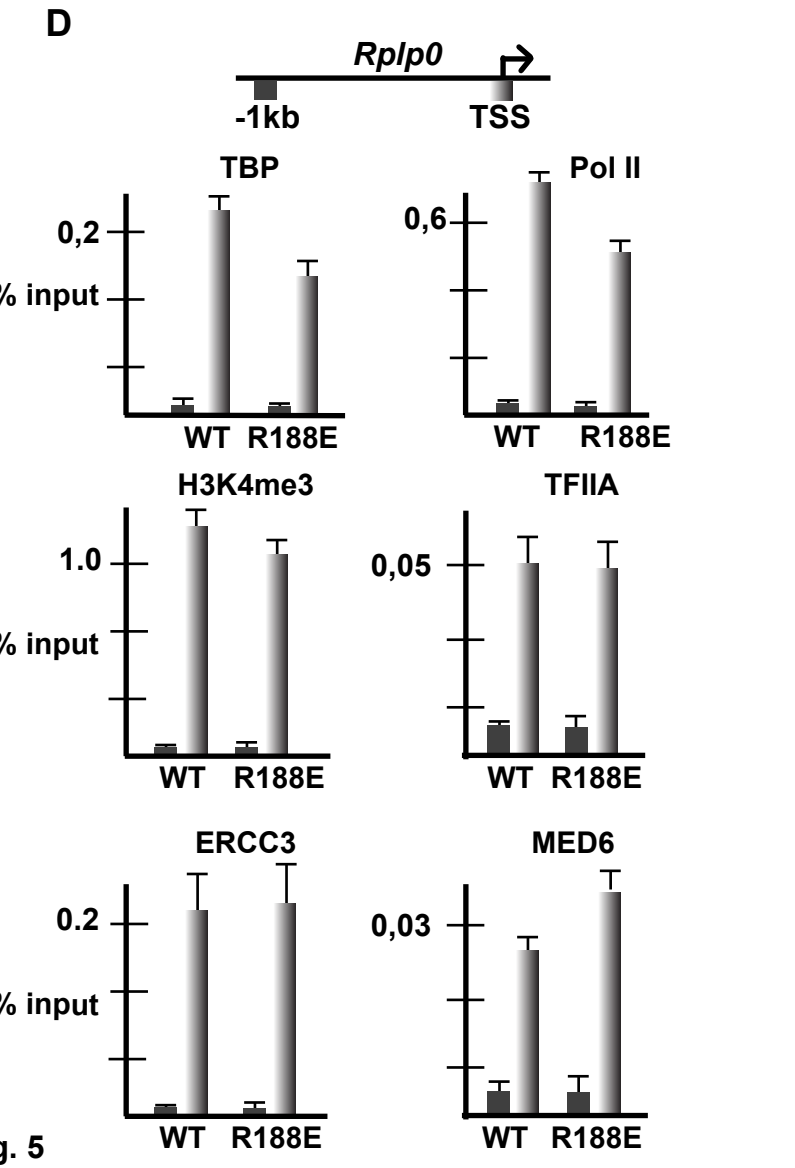 D
Rplp0
-1kb TSS
TBP Pol II
0,2 0,6
% input
WT R188E WT R188E
H3K4me3 TFIIA
1.0 0,05
% input
WT R188E WT R188E
ERCC3 MED6
0.2 0,03
% input
WT R188E WT R188E
g. 5